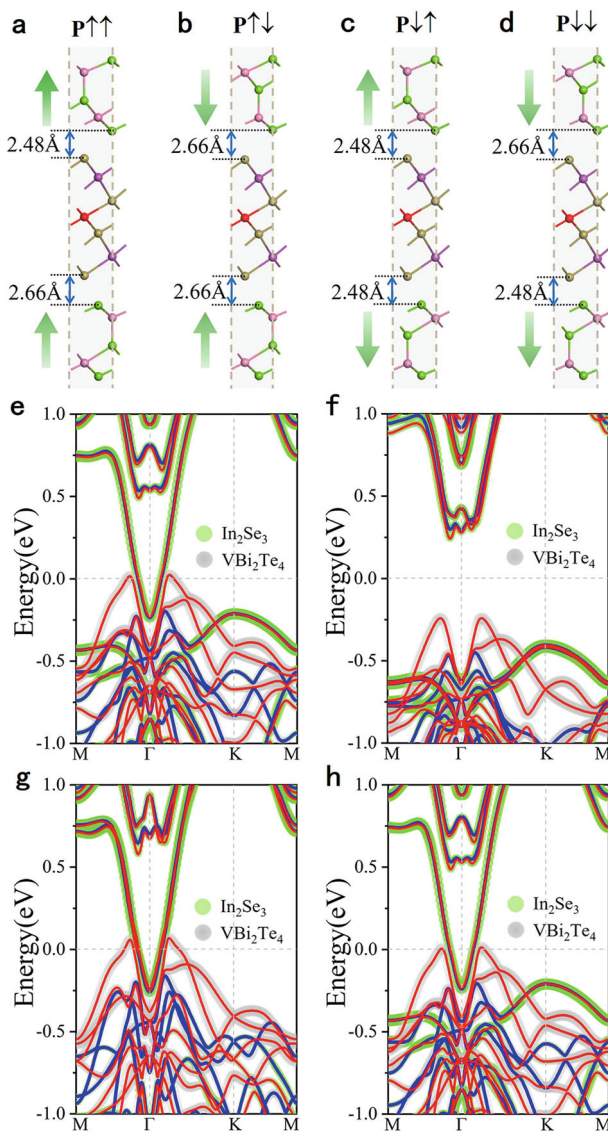 a P↑↑ b P↑↓ c P↓↑ d P↓↓
2.48Å 2.66Å 2.48Å 2.66Å
2.66Å 2.66Å 2.48Å 2.48Å
e f
1.0 1.0
0.5 0.5
In₂Se₃ In₂Se₃
VBi₂Te₄ VBi₂Te₄
Energy(eV) Energy(eV)
0.0 0.0
-0.5 -0.5
-1.0 -1.0
M Γ K M M Γ K M
g h
1.0 1.0
0.5 0.5
In₂Se₃ In₂Se₃
VBi₂Te₄ VBi₂Te₄
Energy(eV) Energy(eV)
0.0 0.0
-0.5 -0.5
-1.0 -1.0
M Γ K M M Γ K M